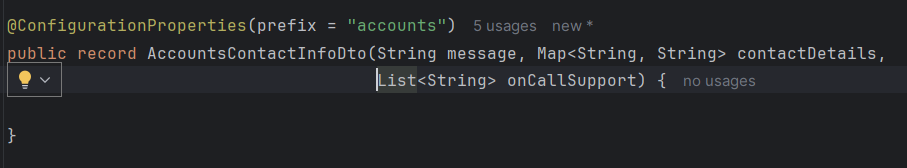 @ConfigurationProperties(prefix = "accounts") 5 usages new *
public record AccountsContactInfoDto(String message, Map<String, String> contactDetails,
List<String> onCallSupport) { no usages
}